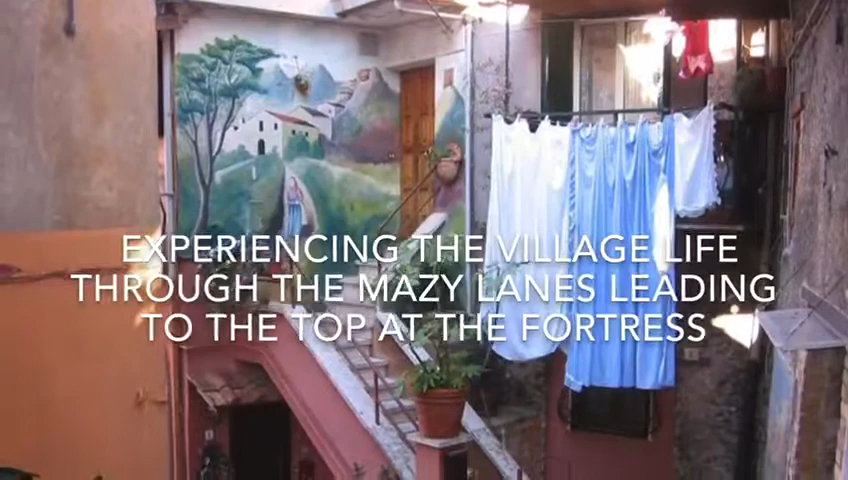 EXPERIENCING THE VILLAGE LIFE
THROUGH THE MAZY LANES LEADING
TO THE TOP AT THE FORTRESS